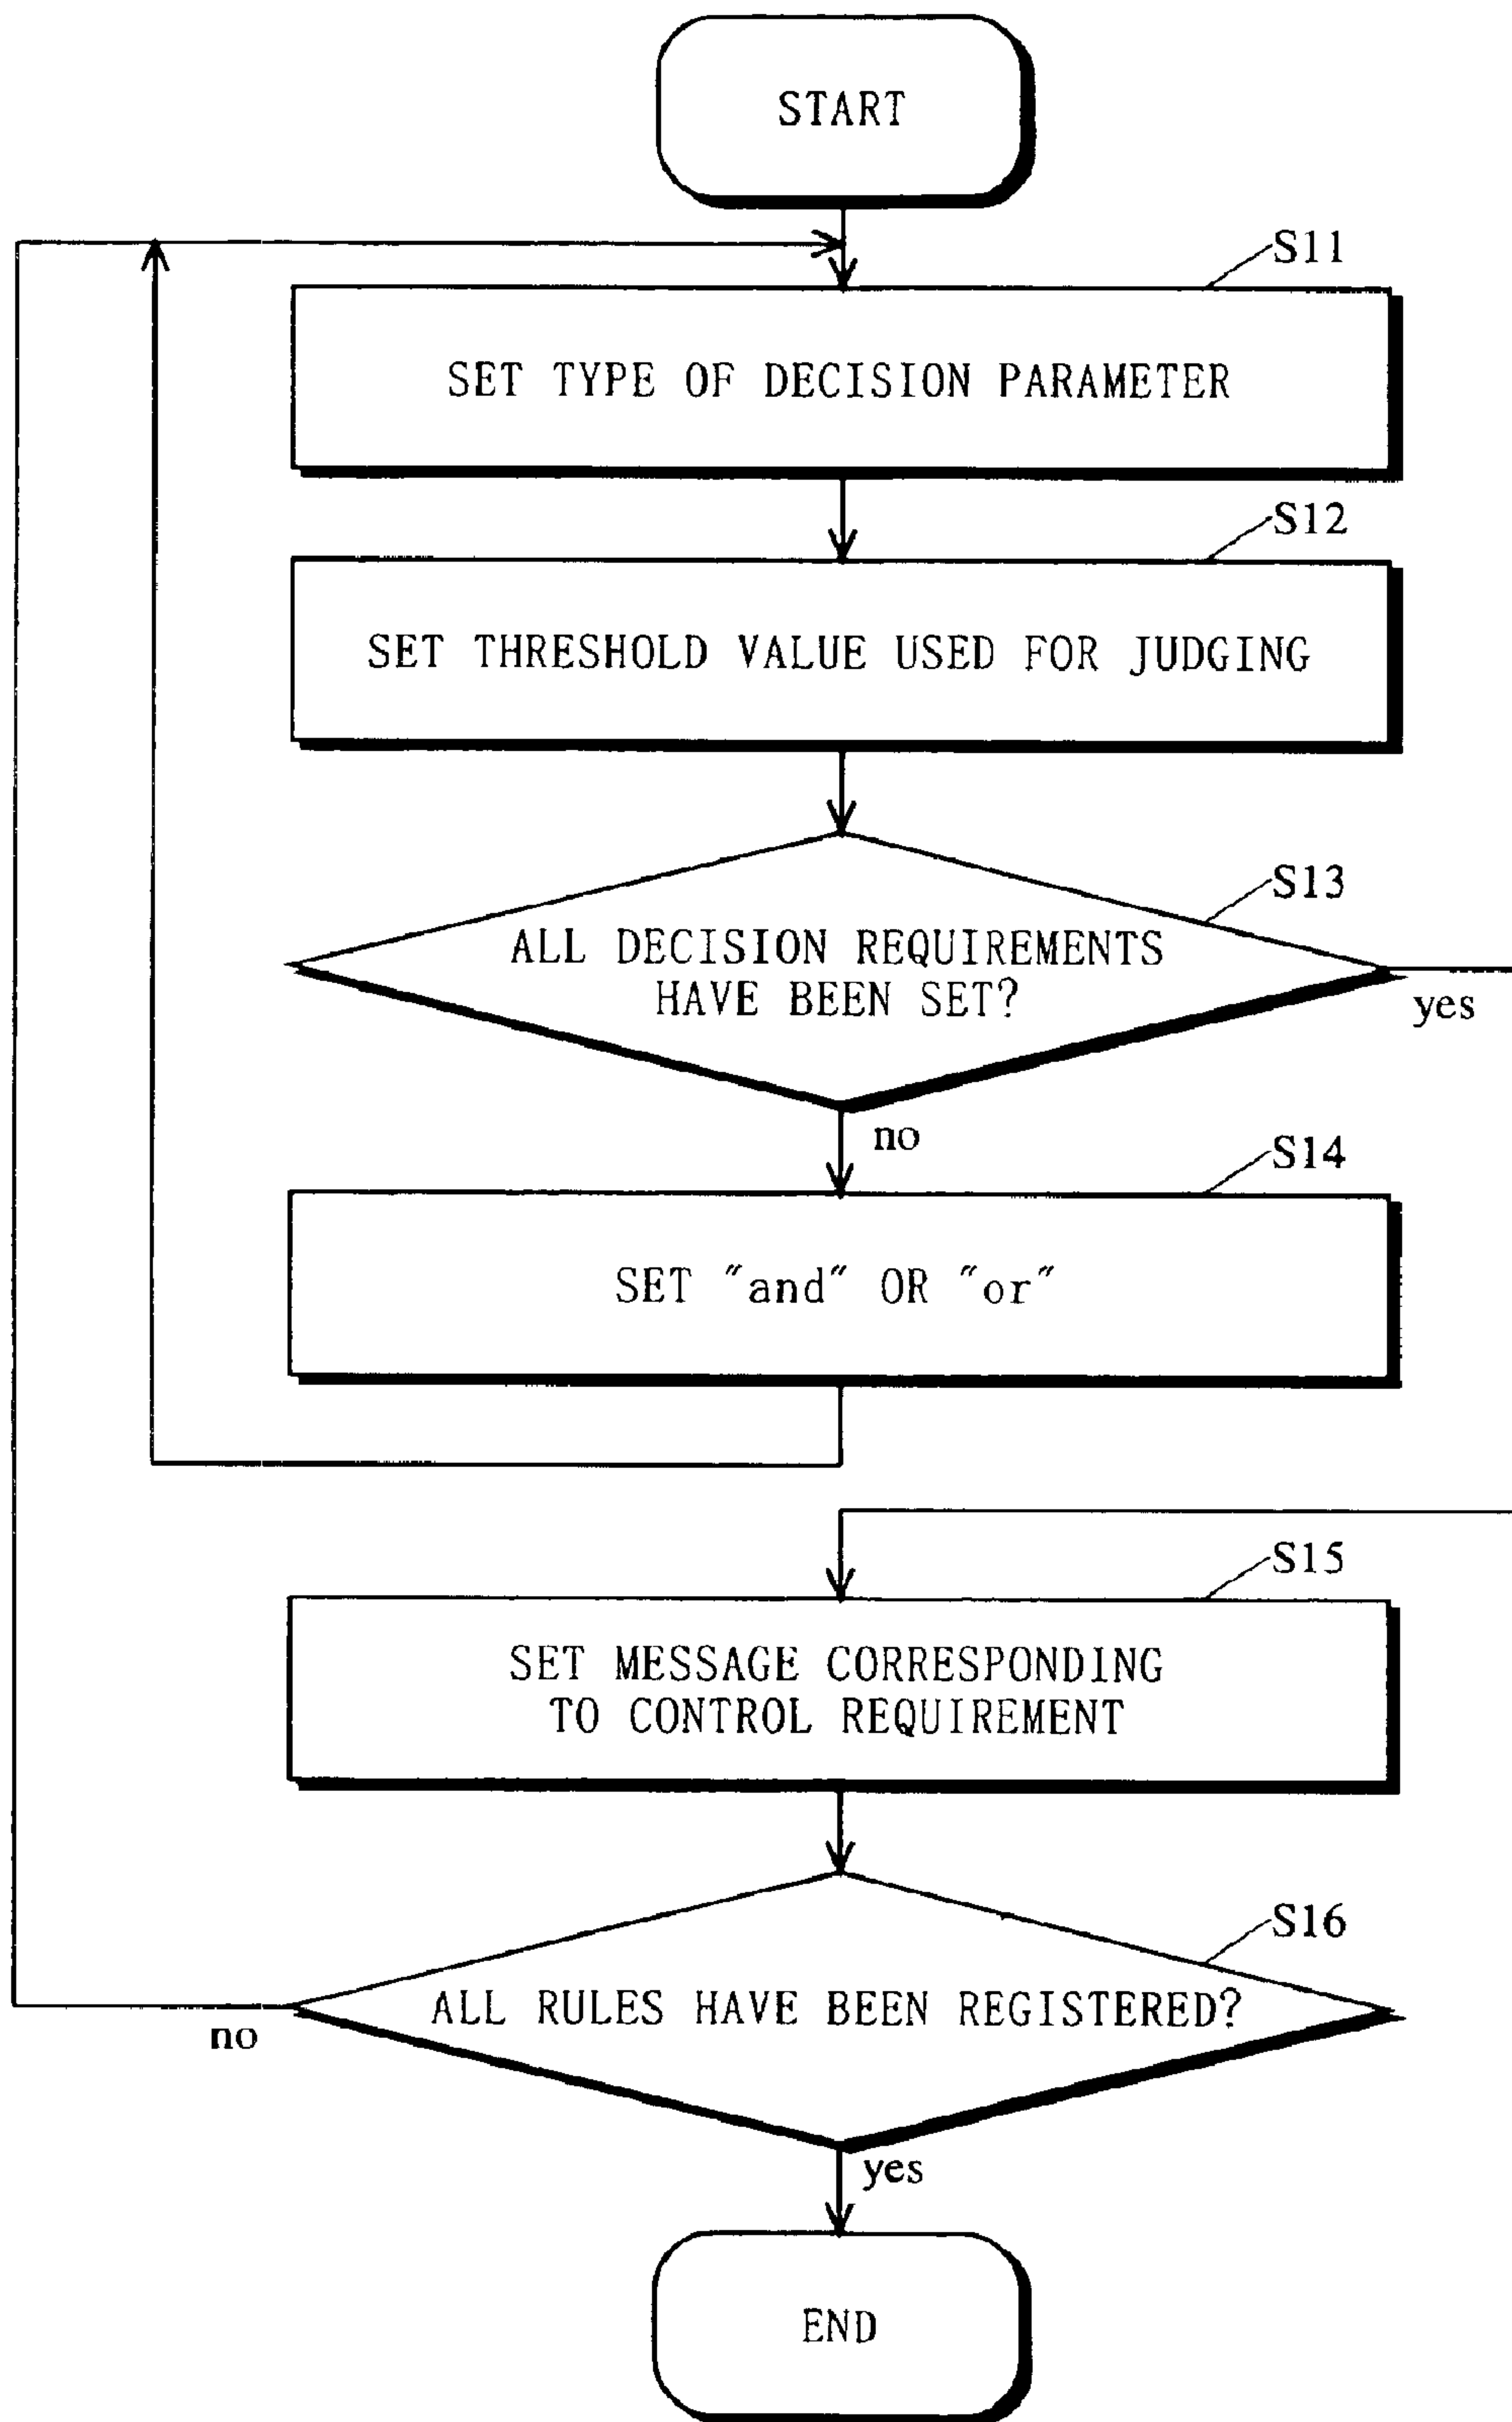 START
S11
SET TYPE OF DECISION PARAMETER
S12
SET THRESHOLD VALUE USED FOR JUDGING
S13
ALL DECISION REQUIREMENTS
HAVE BEEN SET?
yes
no
S14
SET "and" OR "or"
S15
SET MESSAGE CORRESPONDING
TO CONTROL REQUIREMENT
S16
ALL RULES HAVE BEEN REGISTERED?
no
yes
END